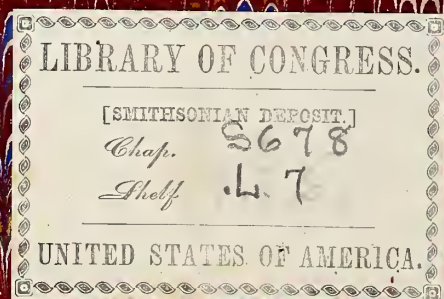 LIBRARY OF CONGRESS.
[SMITHSONIAN DEPOSIT.]
Chap. S678
Shelf .L7
UNITED STATES OF AMERICA.